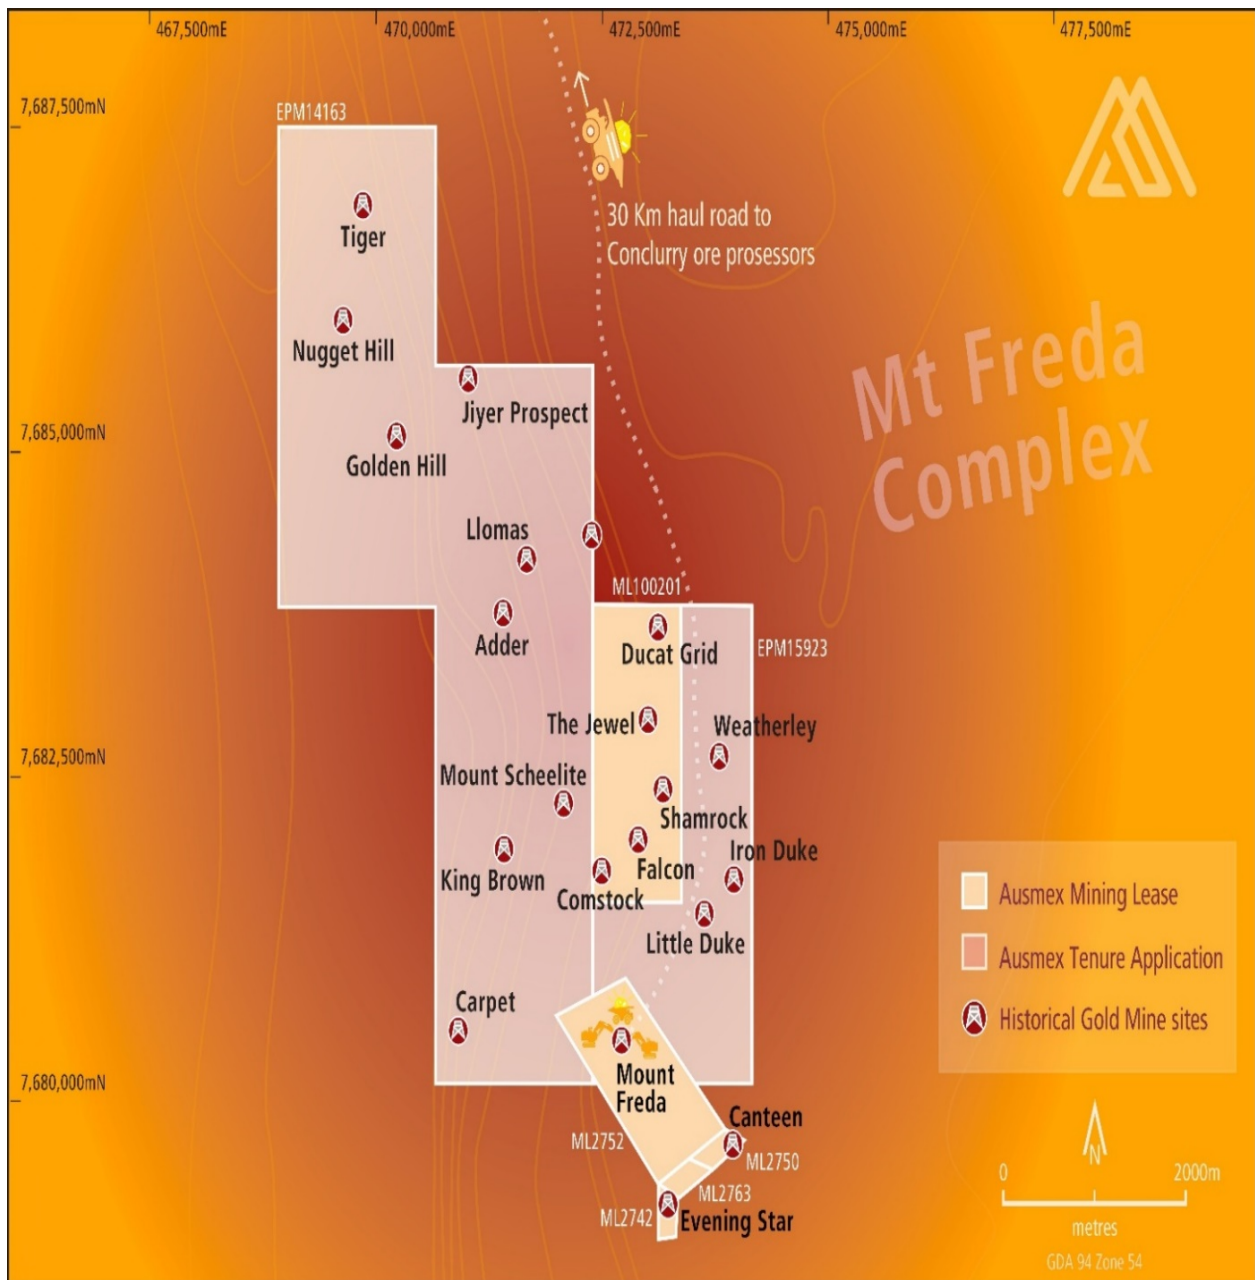 467,500mE
470,000mE
472,500mE
475,000mE
477,500mE
7,687,500mN
EPM14163
30 Km haul road to
Conclurry ore prosessors
Tiger
Nugget Hill
Mt Freda
Complex
Jiyer Prospect
7,685,000mN
Golden Hill
Llomas
ML100201
Adder
Ducat Grid
EPM15923
The Jewel
Weatherley
7,682,500mN
Mount Scheelite
Shamrock
Iron Duke
King Brown
Falcon
Comstock
Little Duke
Ausmex Mining Lease
Ausmex Tenure Application
Historical Gold Mine sites
Carpet
7,680,000mN
Mount
Freda
Canteen
ML2752
ML2750
ML2763
ML2742
Evening Star
N
0
2000m
metres
GDA 94 Zone 54